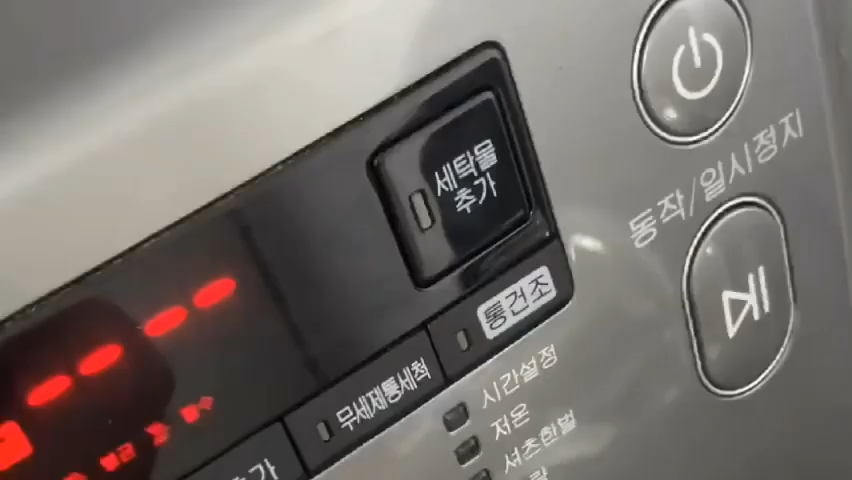 세탁물
추가
동작/일시정지
통건조
무세제통세척
시간설정
저온
셔츠한벌